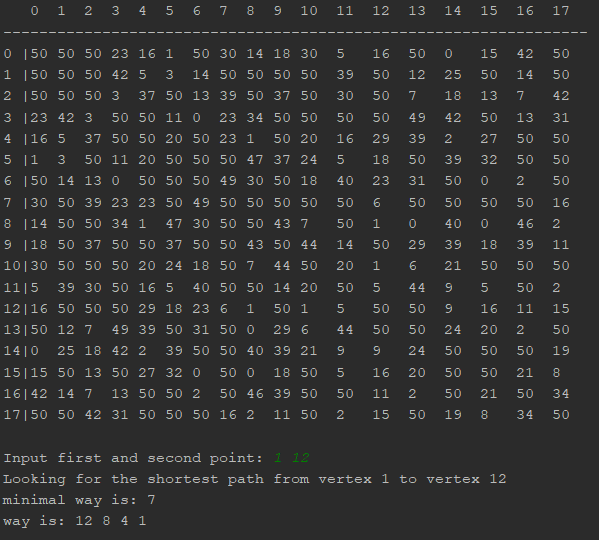 0 1 2 3 4 5 6 7 8 9 10 11 12 13 14 15 16 17
-----------------------------------------------------------------
0 |50 50 50 23 16 1 50 30 14 18 30 5 16 50 0 15 42 50
1 |50 50 50 42 5 3 14 50 50 50 50 39 50 12 25 50 14 50
2 |50 50 50 3 37 50 13 39 50 37 50 30 50 7 18 13 7 42
3 |23 42 3 50 50 11 0 23 34 50 50 50 50 49 42 50 13 31
4 |16 5 37 50 50 20 50 23 1 50 20 16 29 39 2 27 50 50
5 |1 3 50 11 20 50 50 50 47 37 24 5 18 50 39 32 50 50
6 |50 14 13 0 50 50 50 49 30 50 18 40 23 31 50 0 2 50
7 |30 50 39 23 23 50 49 50 50 50 50 50 6 50 50 50 50 16
8 |14 50 50 34 1 47 30 50 50 43 7 50 1 0 40 0 46 2
9 |18 50 37 50 50 37 50 50 43 50 44 14 50 29 39 18 39 11
10|30 50 50 50 20 24 18 50 7 44 50 20 1 6 21 50 50 50
11|5 39 30 50 16 5 40 50 50 14 20 50 5 44 9 5 50 2
12|16 50 50 50 29 18 23 6 1 50 1 5 50 50 9 16 11 15
13|50 12 7 49 39 50 31 50 0 29 6 44 50 50 24 20 2 50
14|0 25 18 42 2 39 50 50 40 39 21 9 9 24 50 50 50 19
15|15 50 13 50 27 32 0 50 0 18 50 5 16 20 50 50 21 8
16|42 14 7 13 50 50 2 50 46 39 50 50 11 2 50 21 50 34
17|50 50 42 31 50 50 50 16 2 11 50 2 15 50 19 8 34 50
Input first and second point: 1 12
Looking for the shortest path from vertex 1 to vertex 12
minimal way is: 7
way is: 12 8 4 1